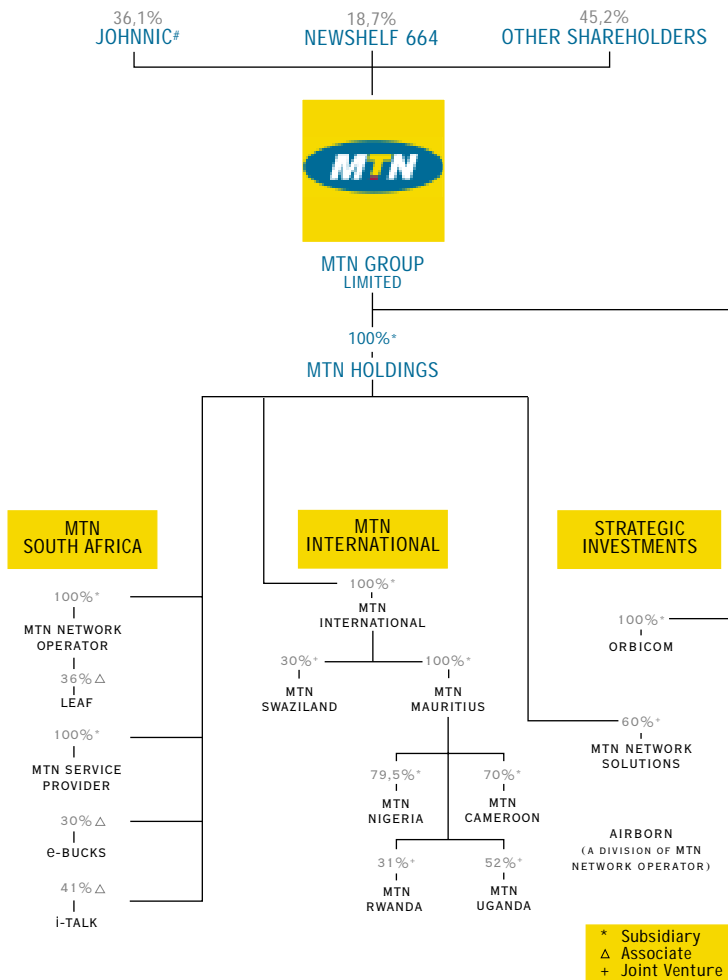 36,1%
JOHNNIC#
18,7%
NEWSHELF 664
45,2%
OTHER SHAREHOLDERS
MTN
MTN GROUP
LIMITED
100%*
MTN HOLDINGS
MTN
SOUTH AFRICA
100%*
MTN NETWORK
OPERATOR
36% △
LEAF
100%*
MTN SERVICE
PROVIDER
30% △
e-BUCKS
41% △
i-TALK
MTN
INTERNATIONAL
100%*
MTN
INTERNATIONAL
30%*
MTN
SWAZILAND
100%*
MTN
MAURITIUS
79,5%*
MTN
NIGERIA
70%*
MTN
CAMEROON
31%*
MTN
RWANDA
52%*
MTN
UGANDA
STRATEGIC
INVESTMENTS
100%*
ORBICOM
60%*
MTN NETWORK
SOLUTIONS
AIRBORN
(A DIVISION OF MTN
NETWORK OPERATOR)
* Subsidiary
△ Associate
+ Joint Venture